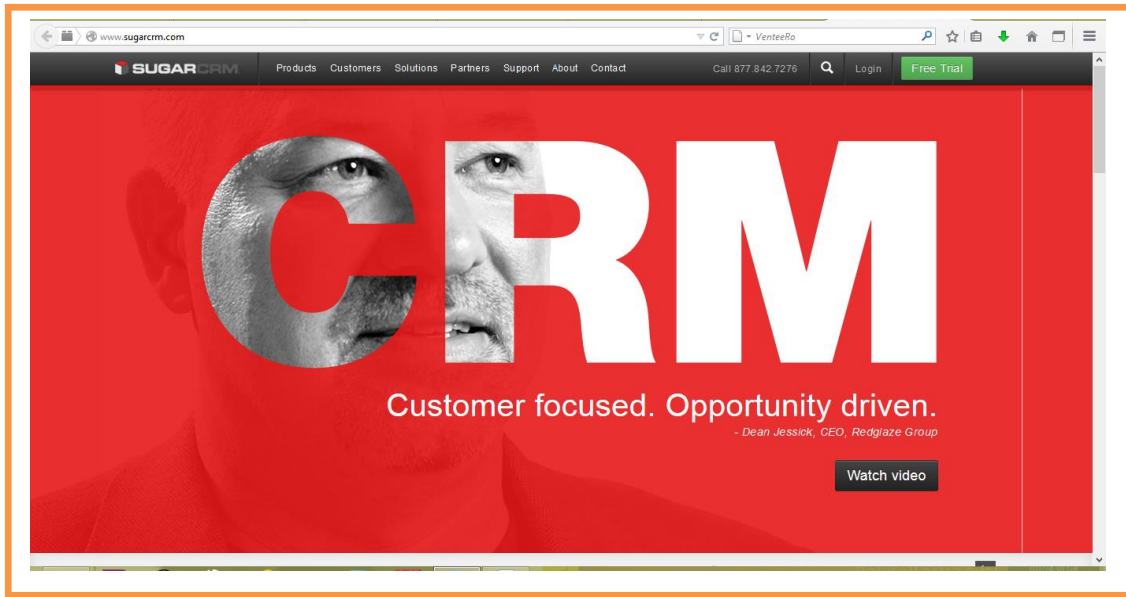 www.sugarcrm.com VenteeRo
SUGARCRM Products Customers Solutions Partners Support About Contact Call 877.842.7276 Login Free Trial
CRM
Customer focused. Opportunity driven.
- Dean Jessick, CEO, Redglaze Group
Watch video